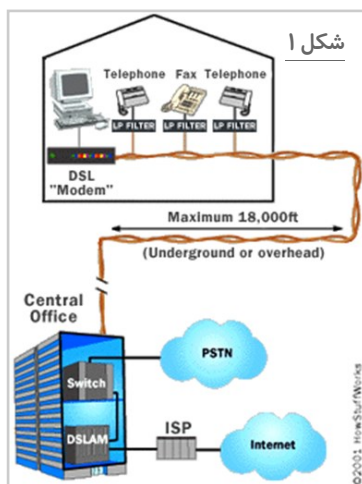 شکل ۱
Telephone Fax Telephone
LP FILTER LP FILTER LP FILTER
DSL
"Modem"
Maximum 18,000ft
(Underground or overhead)
Central
Office
PSTN
Switch
ISP
DSLAM
Internet
©2001 HowStuffWorks